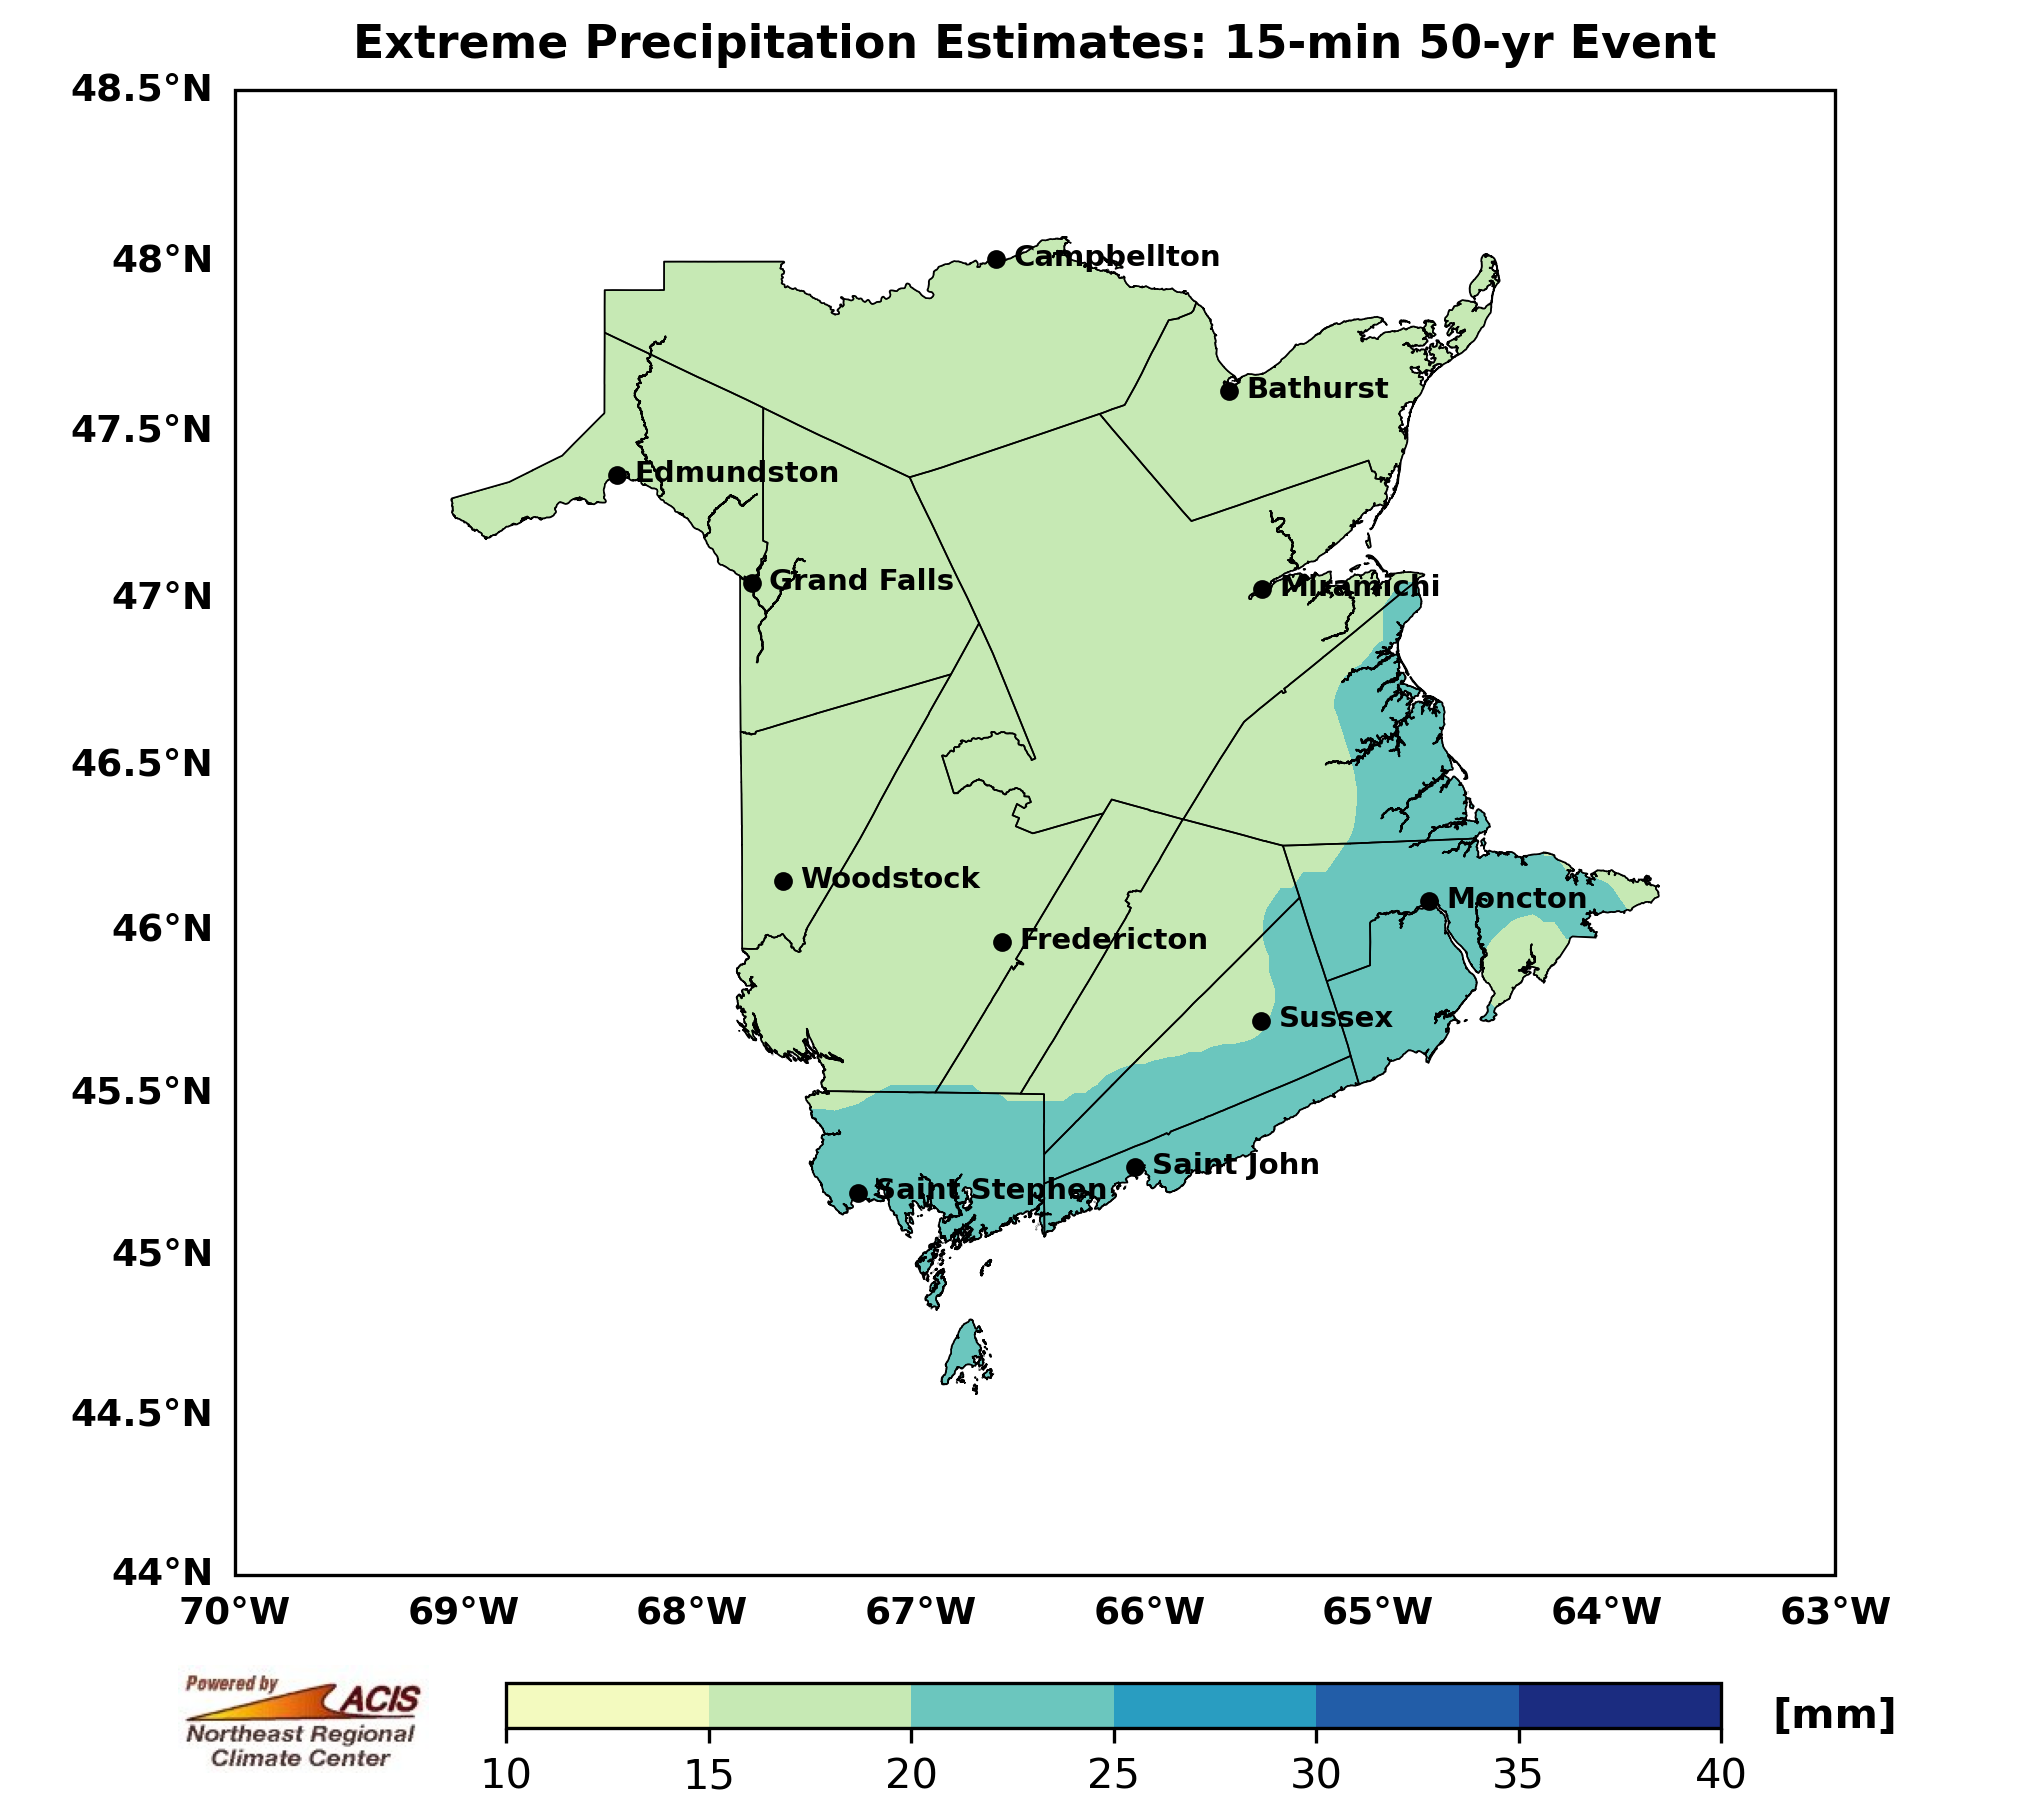 Extreme Precipitation Estimates: 15-min 50-yr Event
48.5°N
48°N
47.5°N
47°N
46.5°N
46°N
45.5°N
45°N
44.5°N
44°N
Campbellton
Bathurst
Edmundston
Grand Falls
Miramichi
Woodstock
Moncton
Fredericton
Sussex
Saint John
Saint Stephen
70°W 69°W 68°W 67°W 66°W 65°W 64°W 63°W
Powered by
ACIS
Northeast Regional
Climate Center
[mm]
10 15 20 25 30 35 40